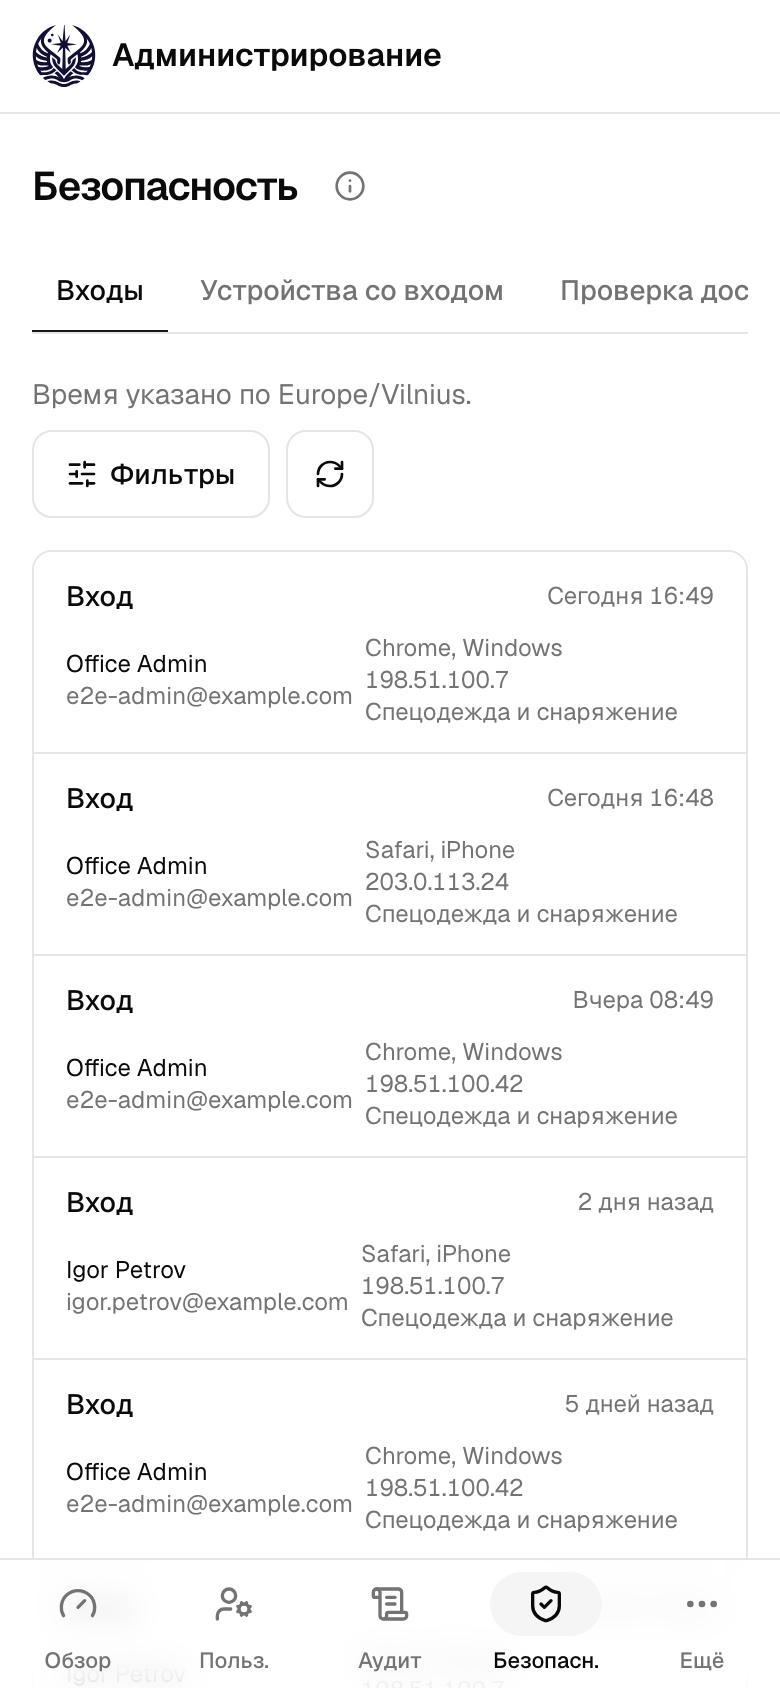 Администрирование
Безопасность
Входы Устройства со входом Проверка дос
Время указано по Europe/Vilnius.
Фильтры
Вход Сегодня 16:49
Office Admin
e2e-admin@example.com
Chrome, Windows
198.51.100.7
Спецодежда и снаряжение
Вход Сегодня 16:48
Office Admin
e2e-admin@example.com
Safari, iPhone
203.0.113.24
Спецодежда и снаряжение
Вход Вчера 08:49
Office Admin
e2e-admin@example.com
Chrome, Windows
198.51.100.42
Спецодежда и снаряжение
Вход 2 дня назад
Igor Petrov
igor.petrov@example.com
Safari, iPhone
198.51.100.7
Спецодежда и снаряжение
Вход 5 дней назад
Office Admin
e2e-admin@example.com
Chrome, Windows
198.51.100.42
Спецодежда и снаряжение
Обзор Польз. Аудит Безопасн. Ещё
Igor Petrov